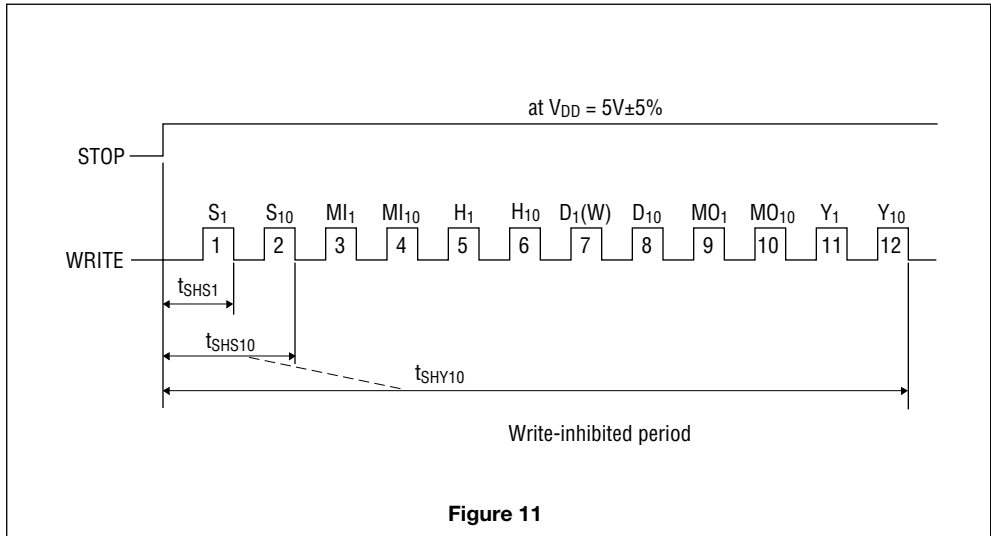 at VDD = 5V±5%
STOP
S1 S10 MI1 MI10 H1 H10 D1(W) D10 MO1 MO10 Y1 Y10
WRITE 1 2 3 4 5 6 7 8 9 10 11 12
tSHS1
tSHS10
tSHY10
Write-inhibited period
Figure 11